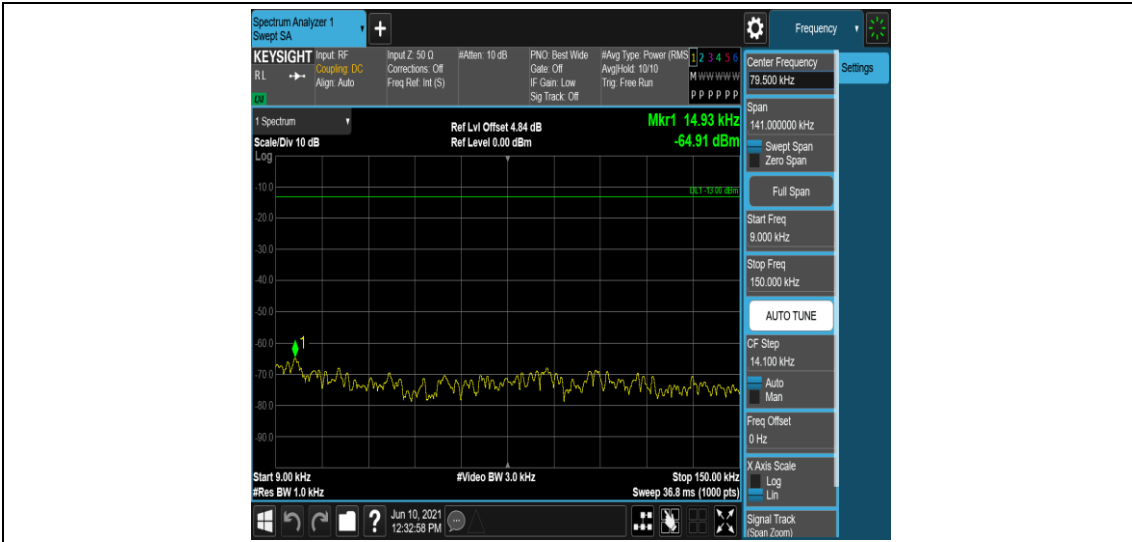 Spectrum Analyzer 1
Swept SA
+
Frequency
KEYSIGHT
RL
LXI
Input: RF
Coupling: DC
Align: Auto
Input Z: 50 Ω
Corrections: Off
Freq Ref: Int (S)
#Atten: 10 dB
PNO: Best Wide
Gate: Off
IF Gain: Low
Sig Track: Off
#Avg Type: Power (RMS
Avg|Hold: 10/10
Trig: Free Run
1 2 3 4 5 6
M W W W W W
P P P P P P
1 Spectrum
Scale/Div 10 dB
Log
Ref Lvl Offset 4.84 dB
Ref Level 0.00 dBm
Mkr1 14.93 kHz
-64.91 dBm
DL1 -13.00 dBm
-10.0
-20.0
-30.0
-40.0
-50.0
-60.0
-70.0
-80.0
-90.0
1
Start 9.00 kHz
#Res BW 1.0 kHz
#Video BW 3.0 kHz
Stop 150.00 kHz
Sweep 36.8 ms (1000 pts)
?
Jun 10, 2021
12:32:58 PM
Center Frequency
79.500 kHz
Settings
Span
141.000000 kHz
Swept Span
Zero Span
Full Span
Start Freq
9.000 kHz
Stop Freq
150.000 kHz
AUTO TUNE
CF Step
14.100 kHz
Auto
Man
Freq Offset
0 Hz
X Axis Scale
Log
Lin
Signal Track
(Span Zoom)